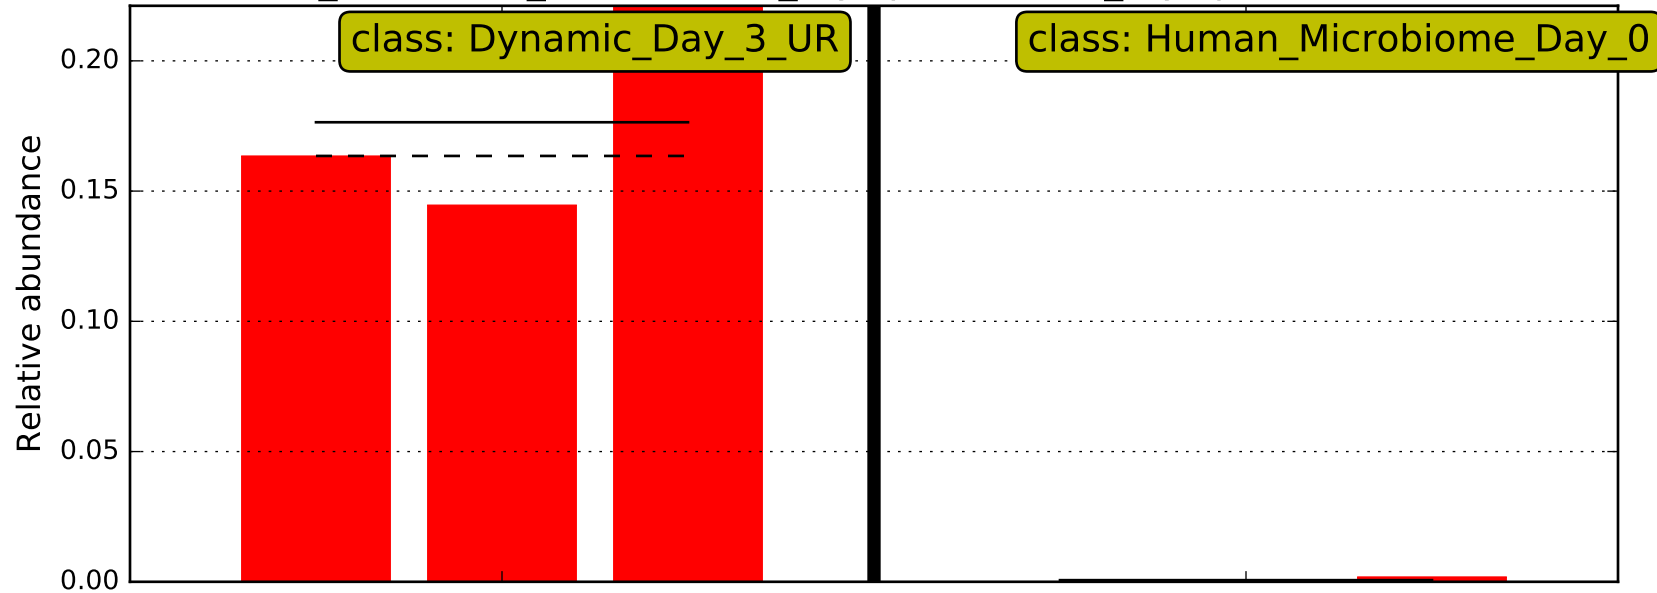 class: Dynamic_Day_3_UR
class: Human_Microbiome_Day_0
Relative abundance
0.20
0.15
0.10
0.05
0.00